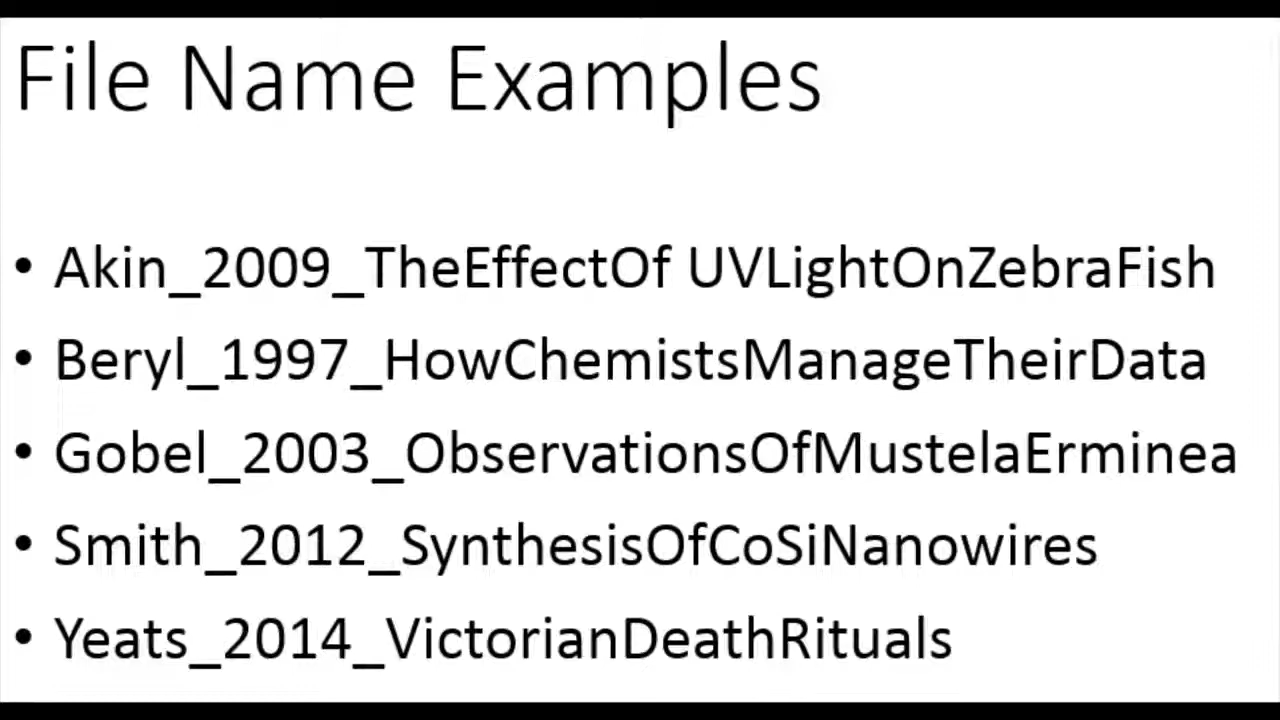 File Name Examples
• Akin_2009_TheEffectOf UVLightOnZebraFish
• Beryl_1997_HowChemistsManageTheirData
• Gobel_2003_ObservationsOfMustelaErminea
• Smith_2012_SynthesisOfCoSiNanowires
• Yeats_2014_VictorianDeathRituals